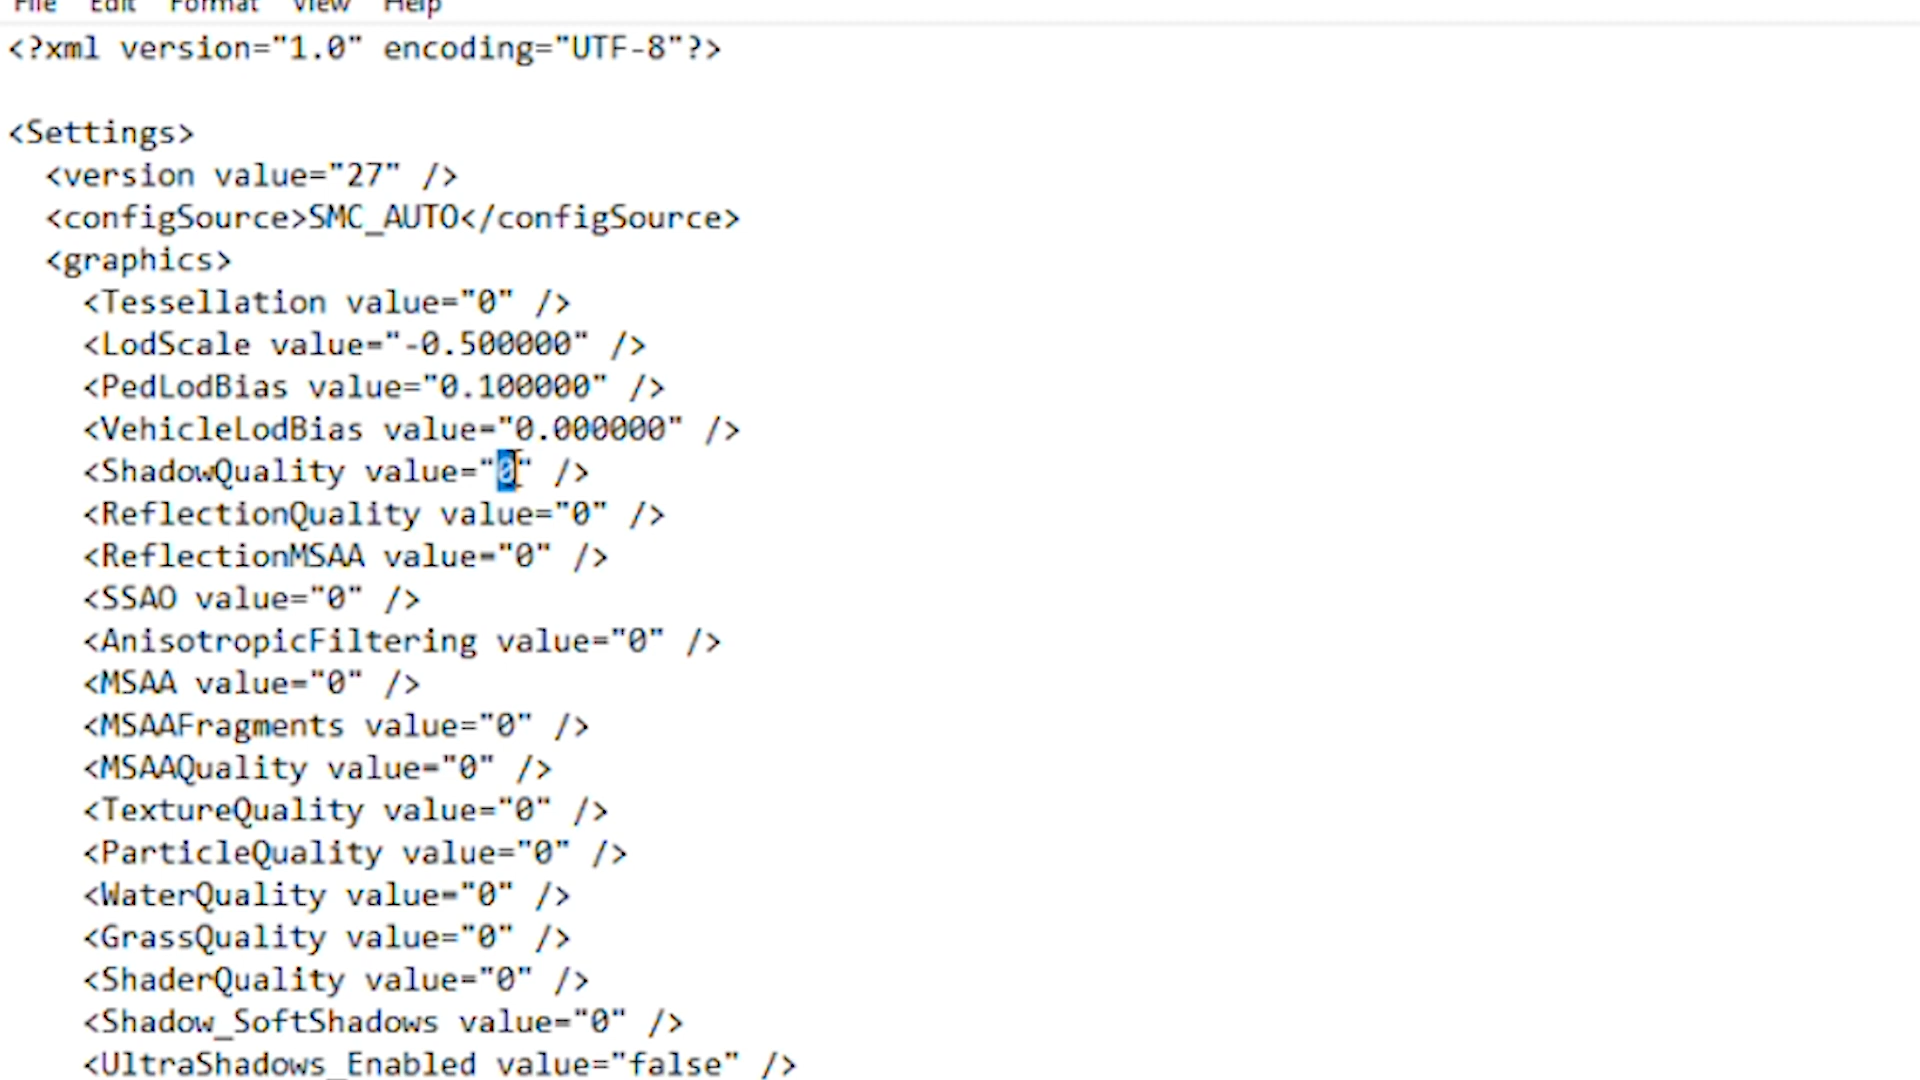 File Edit Format View Help
<?xml version="1.0" encoding="UTF-8"?>
<Settings>
<version value="27" />
<configSource>SMC_AUTO</configSource>
<graphics>
<Tessellation value="0" />
<LodScale value="-0.500000" />
<PedLodBias value="0.100000" />
<VehicleLodBias value="0.000000" />
<ShadowQuality value="0" />
<ReflectionQuality value="0" />
<ReflectionMSAA value="0" />
<SSAO value="0" />
<AnisotropicFiltering value="0" />
<MSAA value="0" />
<MSAAFragments value="0" />
<MSAAQuality value="0" />
<TextureQuality value="0" />
<ParticleQuality value="0" />
<WaterQuality value="0" />
<GrassQuality value="0" />
<ShaderQuality value="0" />
<Shadow_SoftShadows value="0" />
<UltraShadows_Enabled value="false" />